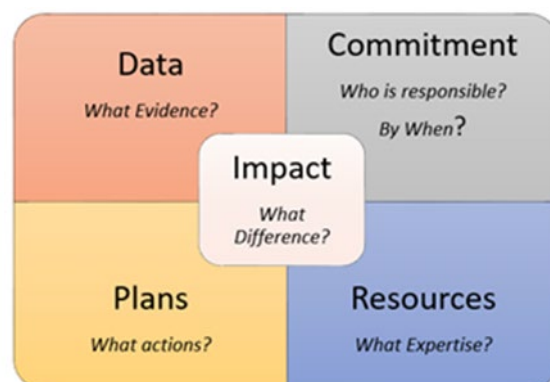 Data
What Evidence?
Commitment
Who is responsible?
By When?
Impact
What
Difference?
Plans
What actions?
Resources
What Expertise?